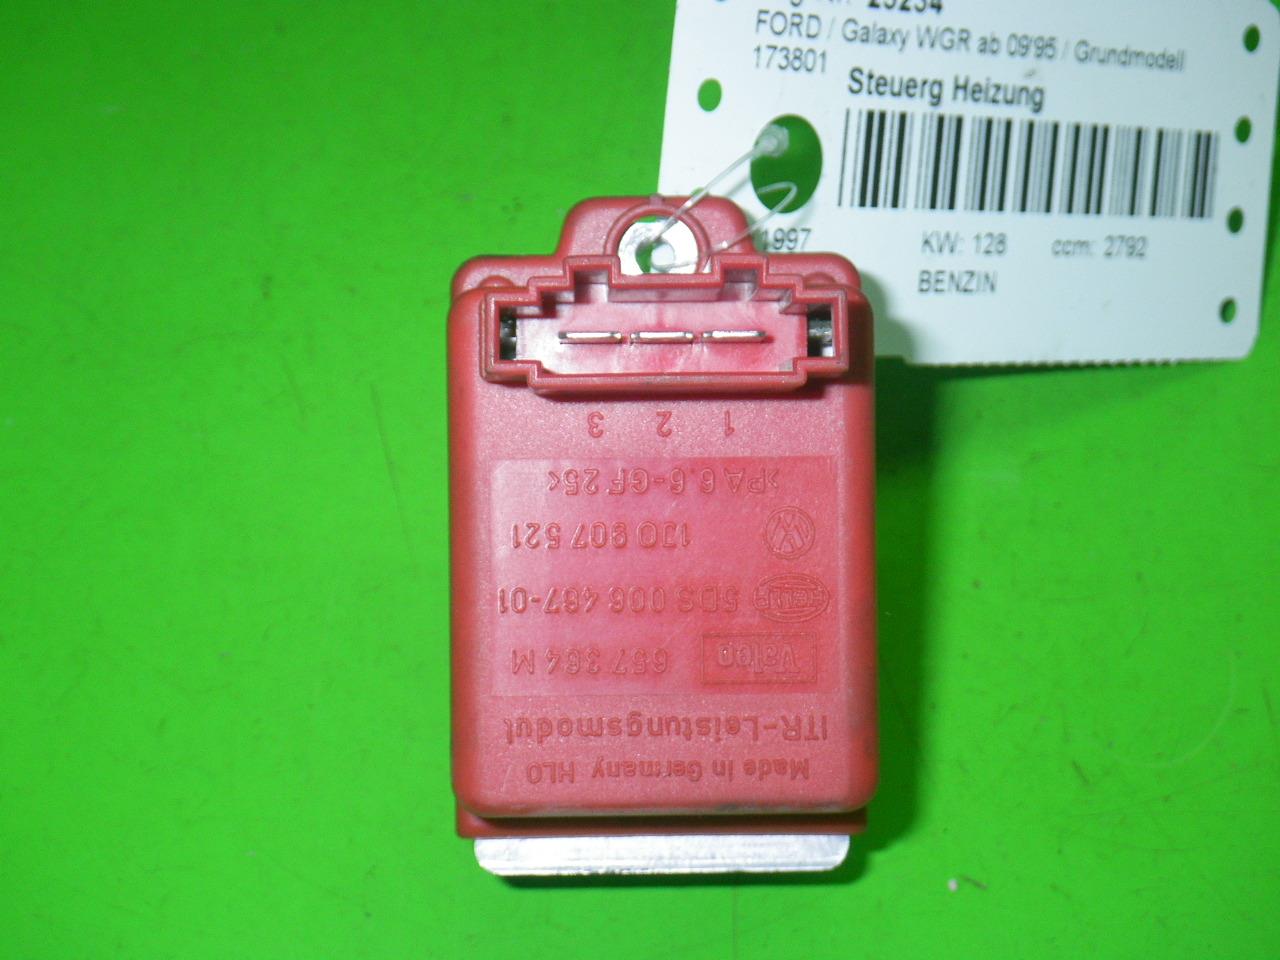 25234
FORD / Galaxy WGR ab 09'95 / Grundmodell
173801
Steuerg Heizung
1997 KW: 128 ccm: 2792
BENZIN
1 2 3
>PA 6.6-GF 25<
1J0 907 521
Hella 5DS 006 467-01
Valeo 657 364 M
ITR-Leistungsmodul
Made in Germany HLO